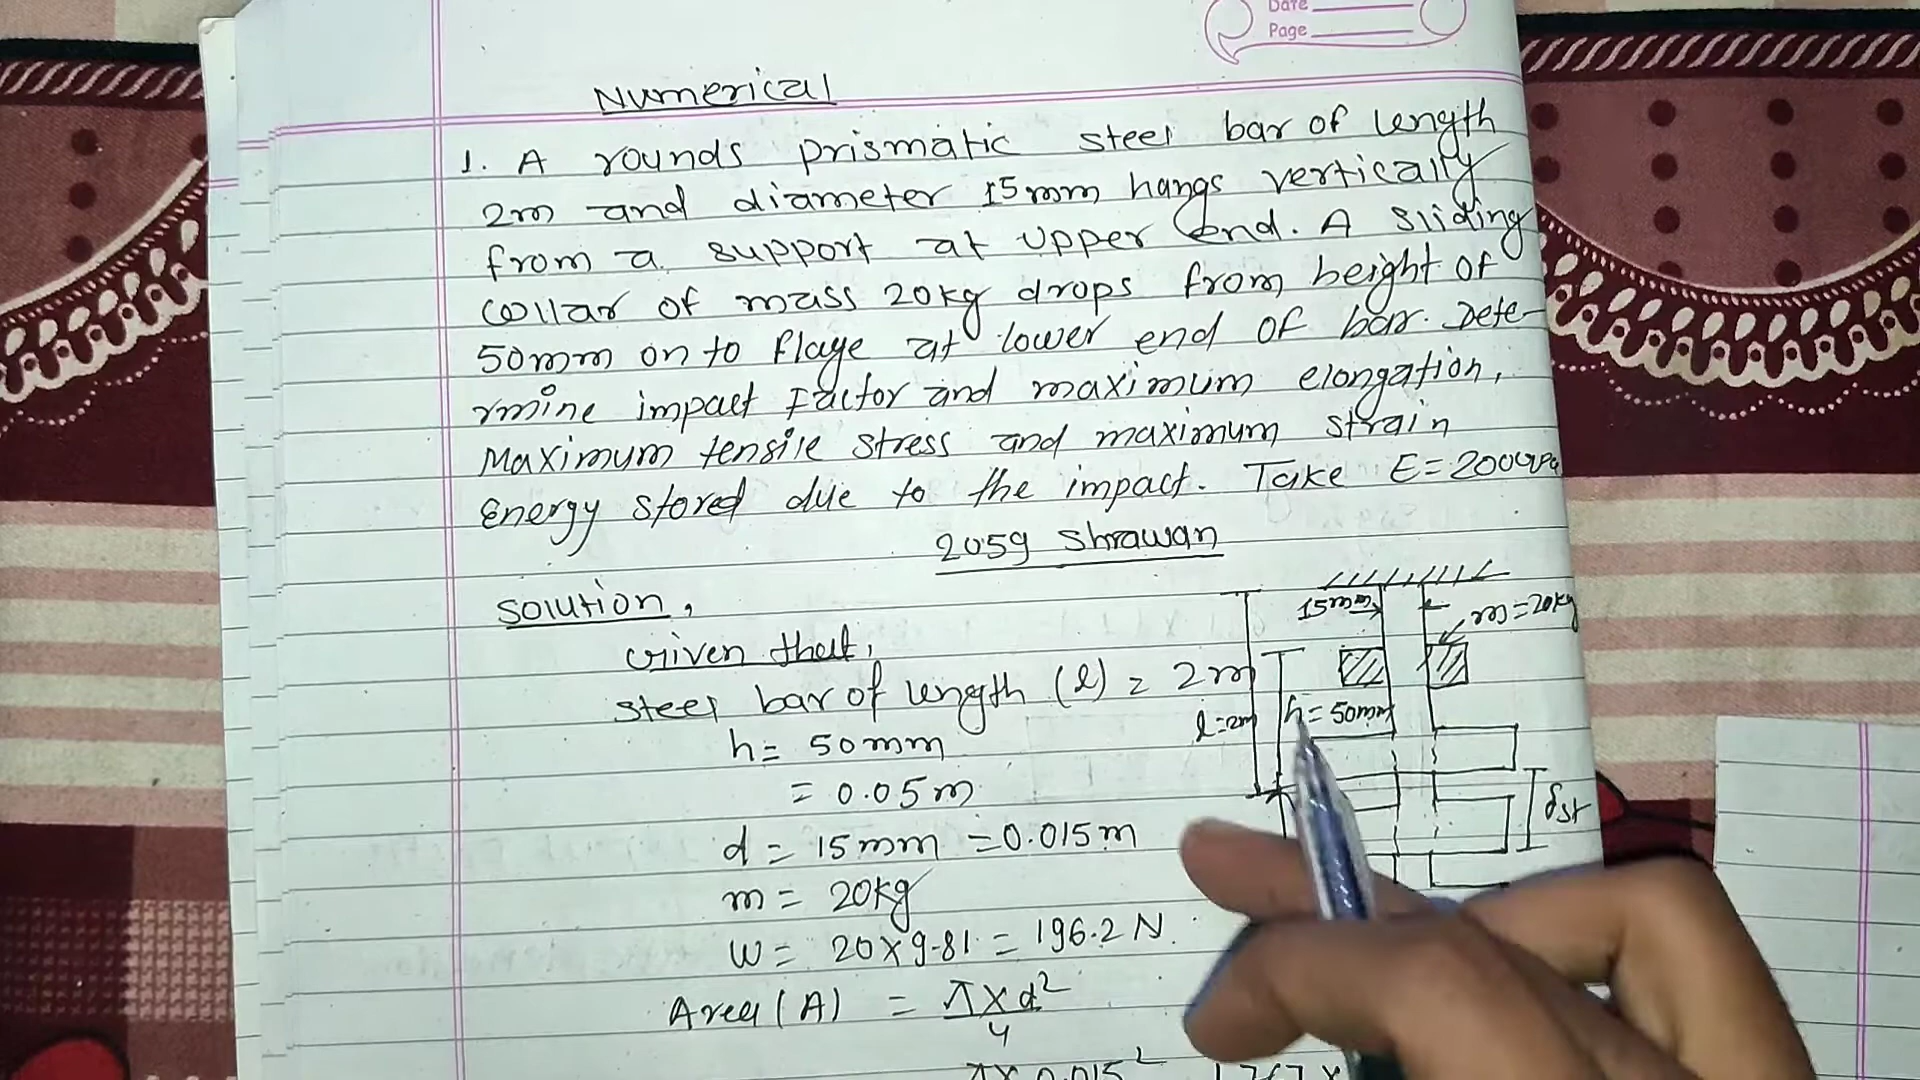 Date
Page
Numerical
1. A rounds prismatic steel bar of length
2m and diameter 15mm hangs vertically
from a support at upper end. A sliding
collar of mass 20kg drops from height of
50mm on to flage at lower end of bar. Dete-
rmine impact Factor and maximum elongation,
Maximum tensile stress and maximum strain
Energy stored due to the impact. Take E=200GPa
2059 Shrawan
Solution,
Given that,
steel bar of length (l) = 2m
h= 50mm
= 0.05m
d = 15mm =0.015m
m= 20kg
W= 20×9.81 = 196.2 N
Area (A) = π×d²
4
π×0.015²
15mm
=20kg
l=2m
h=50mm
δst